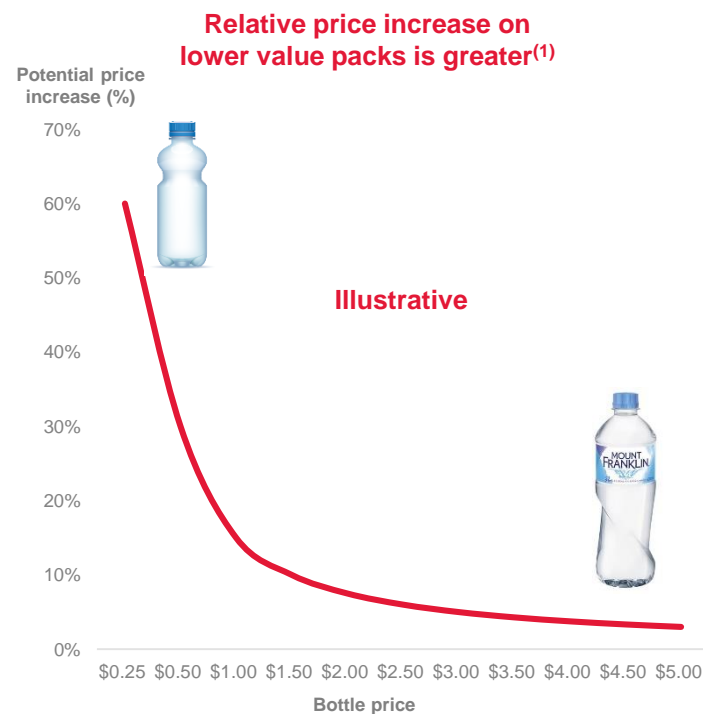 Relative price increase on
lower value packs is greater(1)
Potential price
increase (%)
70%
60%
50%
Illustrative
40%
30%
MOUNT
FRANKLIN
20%
10%
0%
$0.25 $0.50 $1.00 $1.50 $2.00 $2.50 $3.00 $3.50 $4.00 $4.50 $5.00
Bottle price